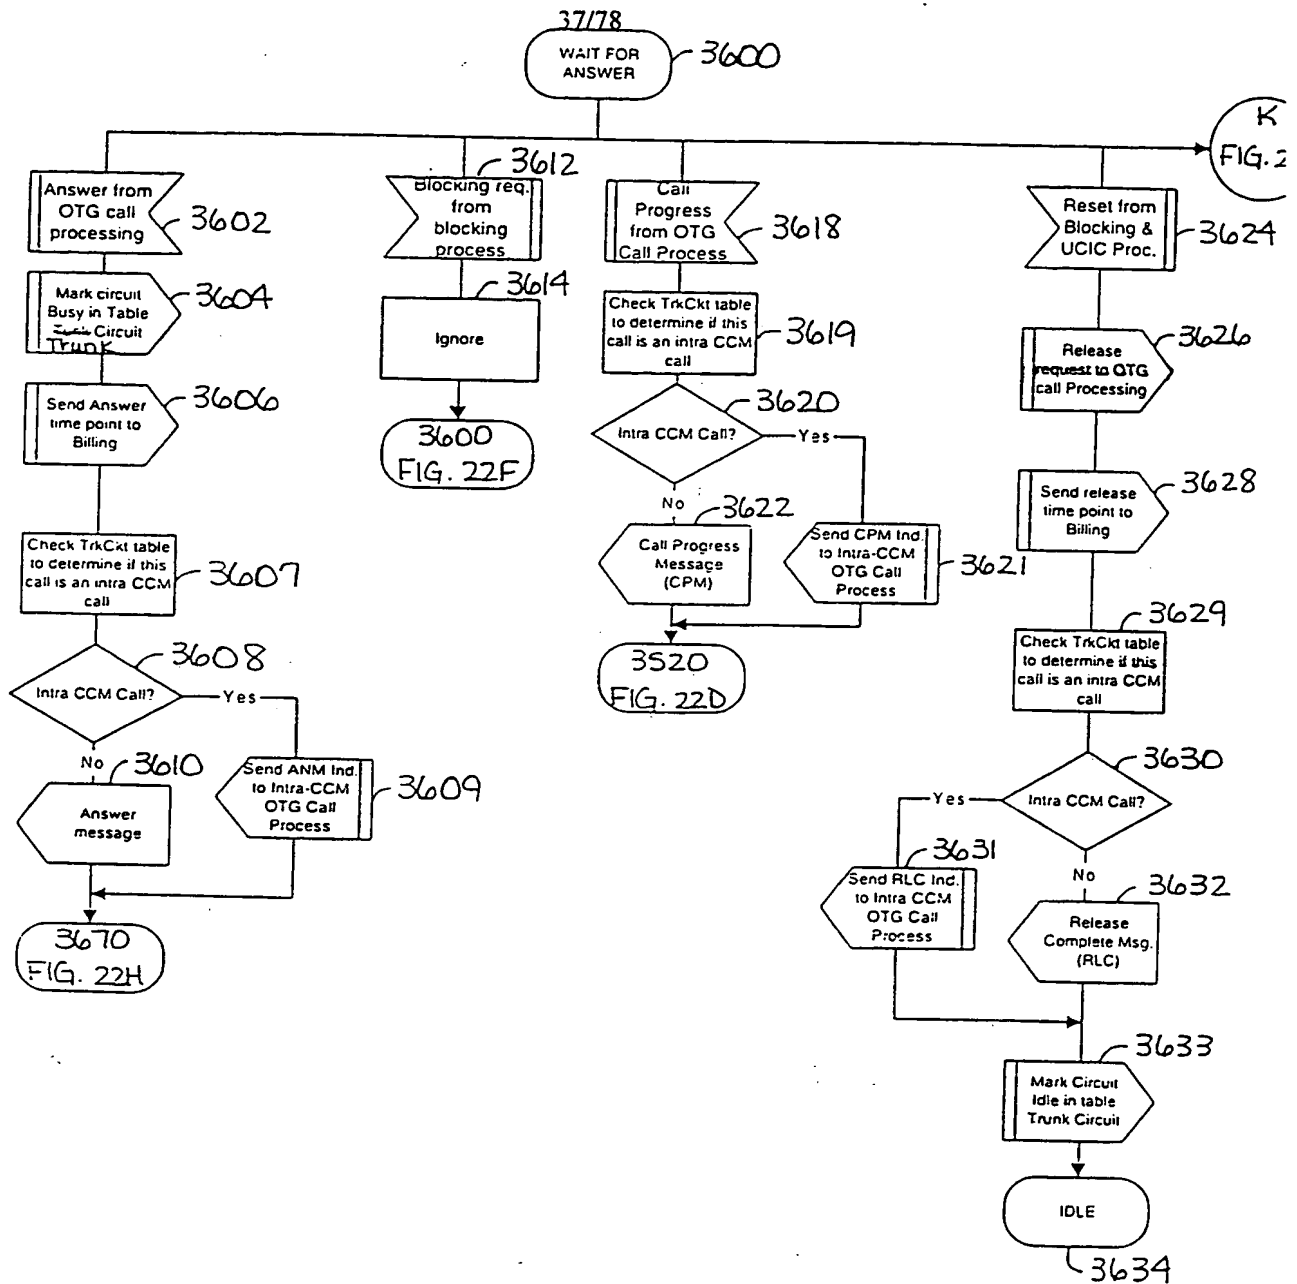 37/78
WAIT FOR
ANSWER
3600
K
FIG. 2
Answer from
OTG call
processing
3602
Mark circuit
Busy in Table
Circuit
Trunk
3604
Send Answer
time point to
Billing
3606
Check TrkCkt table
to determine if this
call is an intra CCM
call
3607
Intra CCM Call?
3608
Yes
No
3610
Answer
message
Send ANM Ind.
to Intra-CCM
OTG Call
Process
3609
3670
FIG. 22H
3612
Blocking req.
from
blocking
process
3614
Ignore
3600
FIG. 22F
Call
Progress
from OTG
Call Process
3618
Check TrkCkt table
to determine if this
call is an intra CCM
call
3619
3620
Intra CCM Call?
Yes
No
3622
Call Progress
Message
(CPM)
Send CPM Ind.
to Intra-CCM
OTG Call
Process
3621
3520
FIG. 22D
Reset from
Blocking &
UCIC Proc.
3624
3626
Release
request to OTG
call Processing
3628
Send release
time point to
Billing
3629
Check TrkCkt table
to determine if this
call is an intra CCM
call
3630
Intra CCM Call?
Yes
No
3631
Send RLC Ind.
to Intra CCM
OTG Call
Process
3632
Release
Complete Msg.
(RLC)
3633
Mark Circuit
Idle in table
Trunk Circuit
IDLE
3634